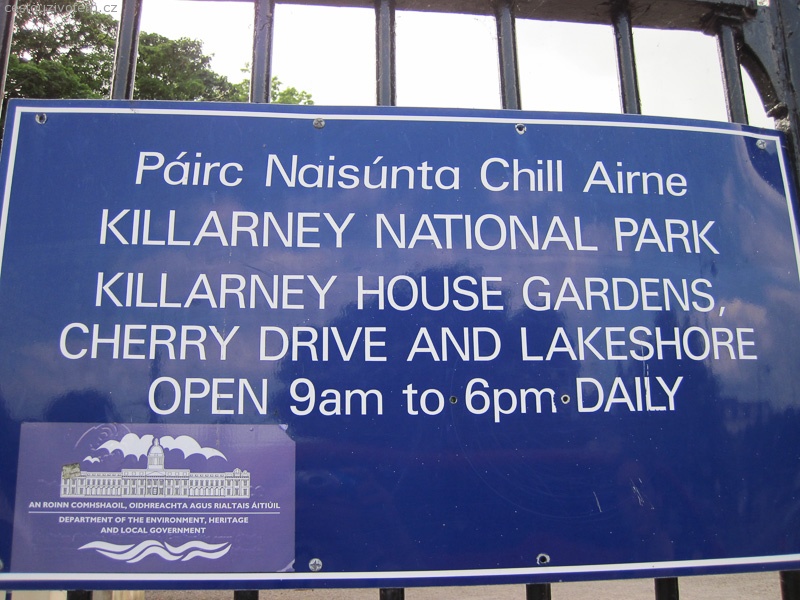 cestouzivotem.cz
Páirc Naisúnta Chill Airne
KILLARNEY NATIONAL PARK
KILLARNEY HOUSE GARDENS,
CHERRY DRIVE AND LAKESHORE
OPEN 9am to 6pm DAILY
AN ROINN COMHSHAOIL, OIDHREACHTA AGUS RIALTAIS ÁITIÚIL
DEPARTMENT OF THE ENVIRONMENT, HERITAGE
AND LOCAL GOVERNMENT